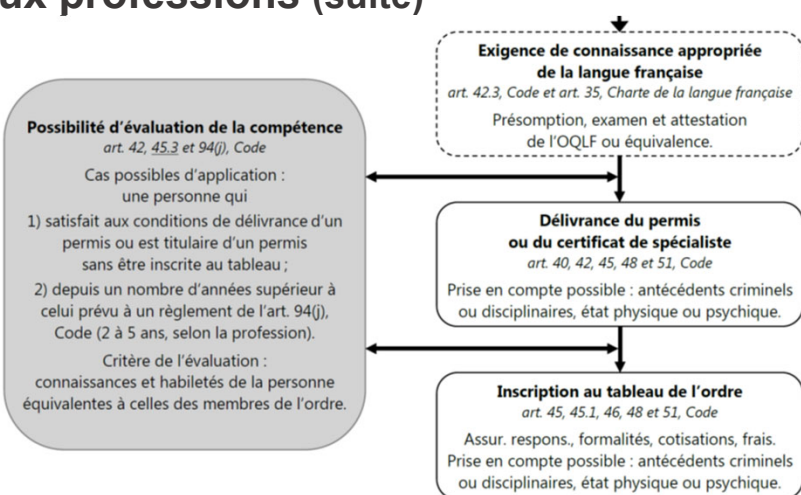 ux professions (suite)
Exigence de connaissance appropriée
de la langue française
art. 42.3, Code et art. 35, Charte de la langue française
Présomption, examen et attestation
de l'OQLF ou équivalence.
Possibilité d'évaluation de la compétence
art. 42, 45.3 et 94(j), Code
Cas possibles d'application :
une personne qui
1) satisfait aux conditions de délivrance d'un
permis ou est titulaire d'un permis
sans être inscrite au tableau ;
2) depuis un nombre d'années supérieur à
celui prévu à un règlement de l'art. 94(j),
Code (2 à 5 ans, selon la profession).
Critère de l'évaluation :
connaissances et habiletés de la personne
équivalentes à celles des membres de l'ordre.
Délivrance du permis
ou du certificat de spécialiste
art. 40, 42, 45, 48 et 51, Code
Prise en compte possible : antécédents criminels
ou disciplinaires, état physique ou psychique.
Inscription au tableau de l'ordre
art. 45, 45.1, 46, 48 et 51, Code
Assur. respons., formalités, cotisations, frais.
Prise en compte possible : antécédents criminels
ou disciplinaires, état physique ou psychique.